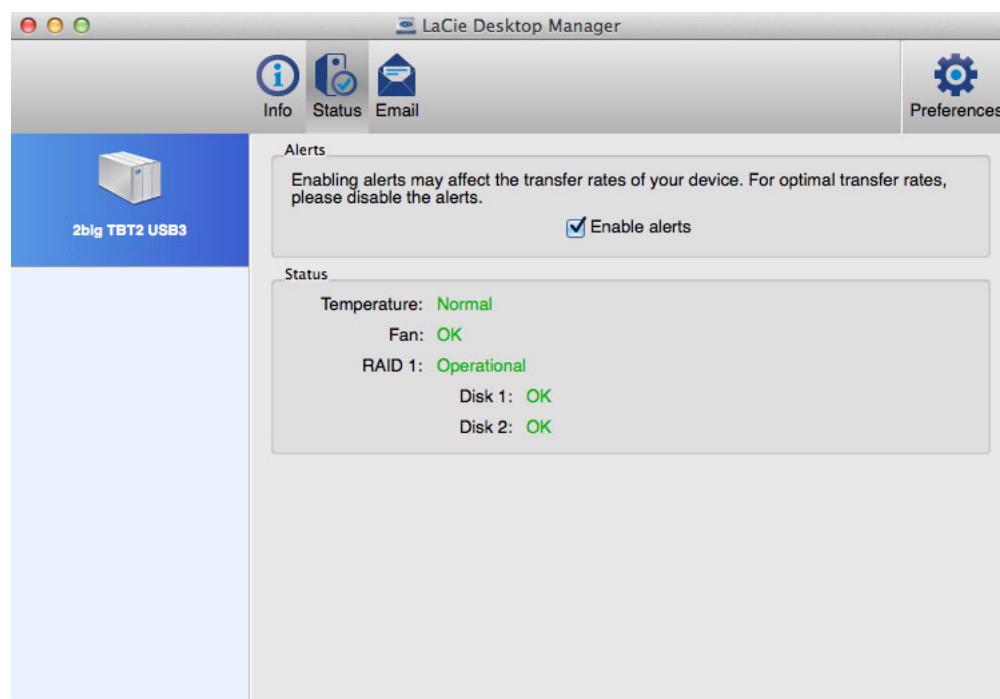 LaCie Desktop Manager
Info
Status
Email
Preferences
2big TBT2 USB3
Alerts
Enabling alerts may affect the transfer rates of your device. For optimal transfer rates,
please disable the alerts.
Enable alerts
Status
Temperature: Normal
Fan: OK
RAID 1: Operational
Disk 1: OK
Disk 2: OK